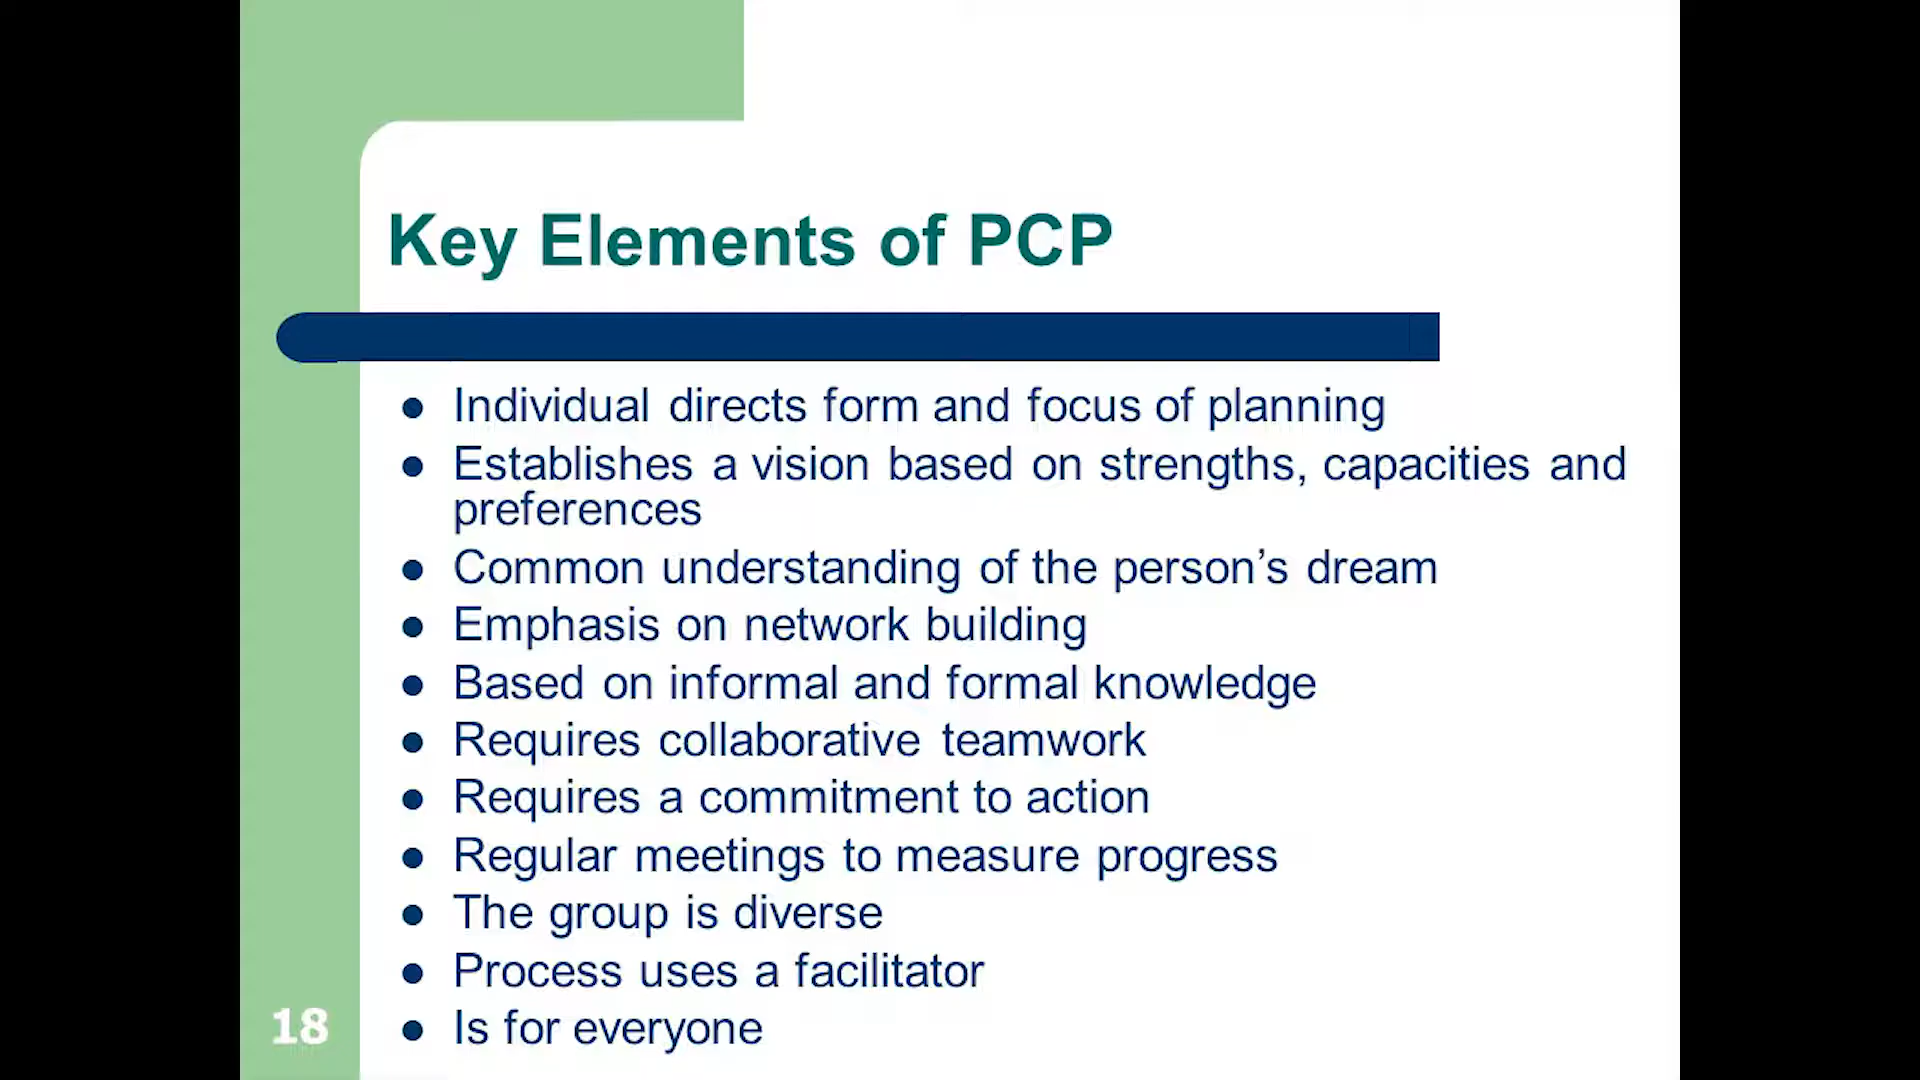 Key Elements of PCP
● Individual directs form and focus of planning
● Establishes a vision based on strengths, capacities and
preferences
● Common understanding of the person’s dream
● Emphasis on network building
● Based on informal and formal knowledge
● Requires collaborative teamwork
● Requires a commitment to action
● Regular meetings to measure progress
● The group is diverse
● Process uses a facilitator
● Is for everyone
18